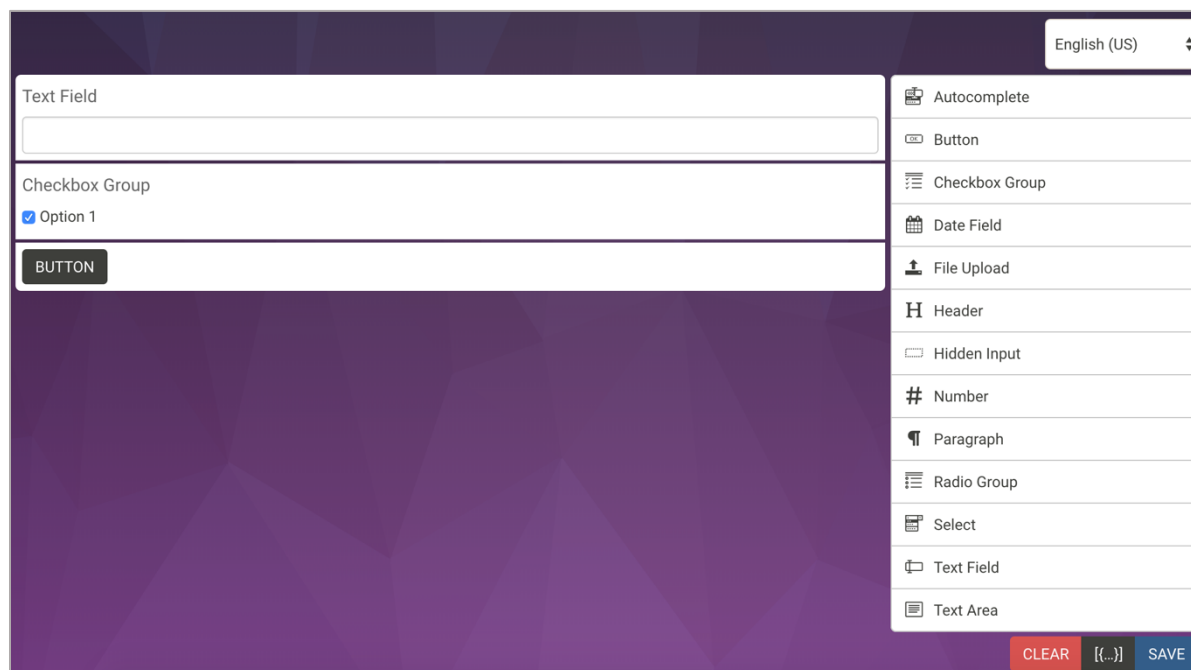 English (US)
Text Field
Checkbox Group
Option 1
BUTTON
Autocomplete
Button
Checkbox Group
Date Field
File Upload
Header
Hidden Input
Number
Paragraph
Radio Group
Select
Text Field
Text Area
CLEAR [{...}] SAVE